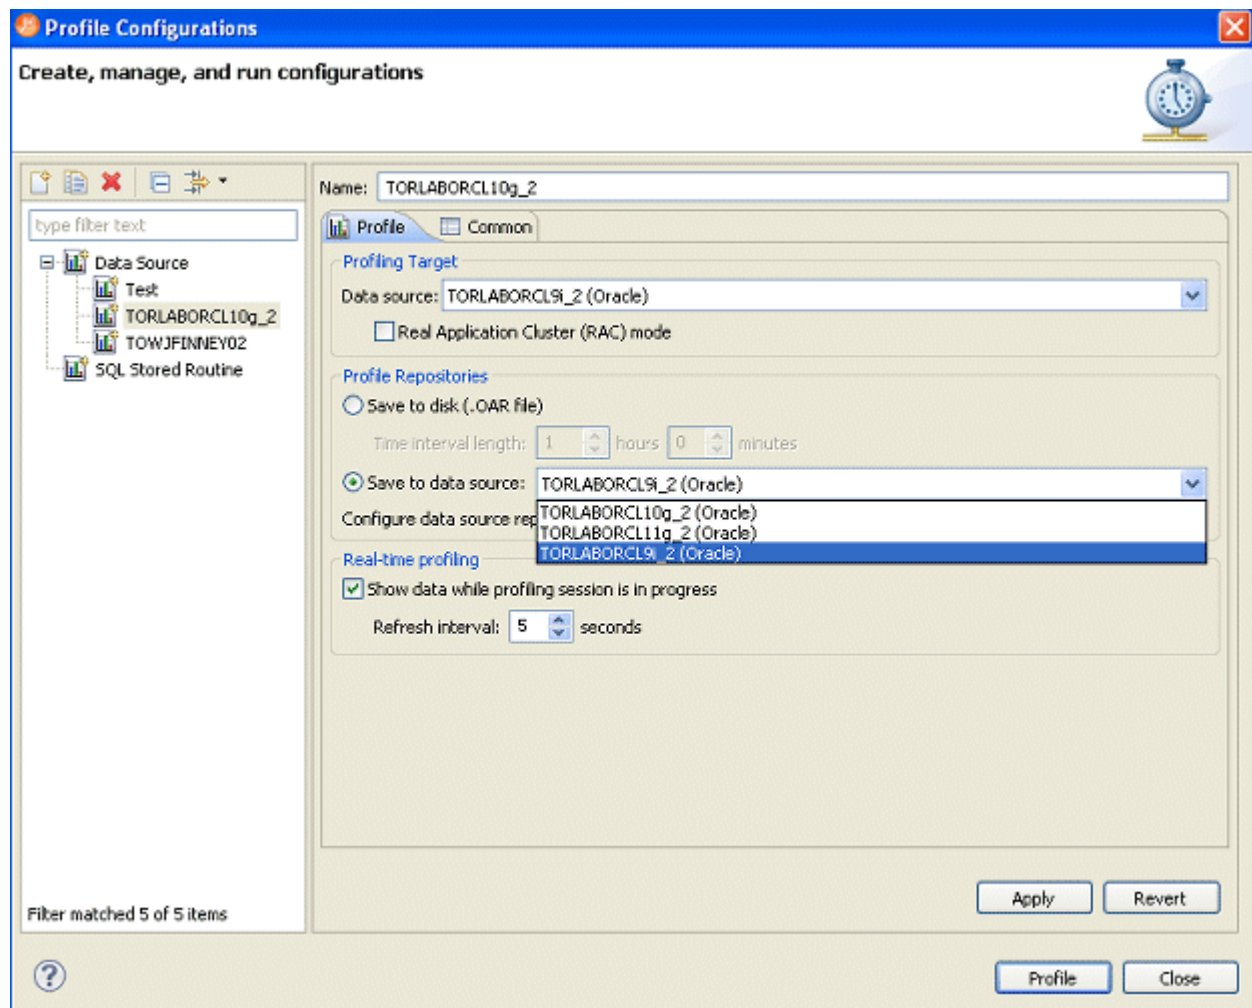 Profile Configurations
Create, manage, and run configurations
type filter text
Data Source
Test
TORLABORCL10g_2
TOWJFINNEY02
SQL Stored Routine
Filter matched 5 of 5 items
Name: TORLABORCL10g_2
Profile Common
Profiling Target
Data source: TORLABORCL9i_2 (Oracle)
Real Application Cluster (RAC) mode
Profile Repositories
Save to disk (.OAR file)
Time interval length: 1 hours 0 minutes
Save to data source: TORLABORCL9i_2 (Oracle)
TORLABORCL10g_2 (Oracle)
Configure data source rep
TORLABORCL11g_2 (Oracle)
TORLABORCL9i_2 (Oracle)
Real-time profiling
Show data while profiling session is in progress
Refresh interval: 5 seconds
Apply Revert
? Profile Close